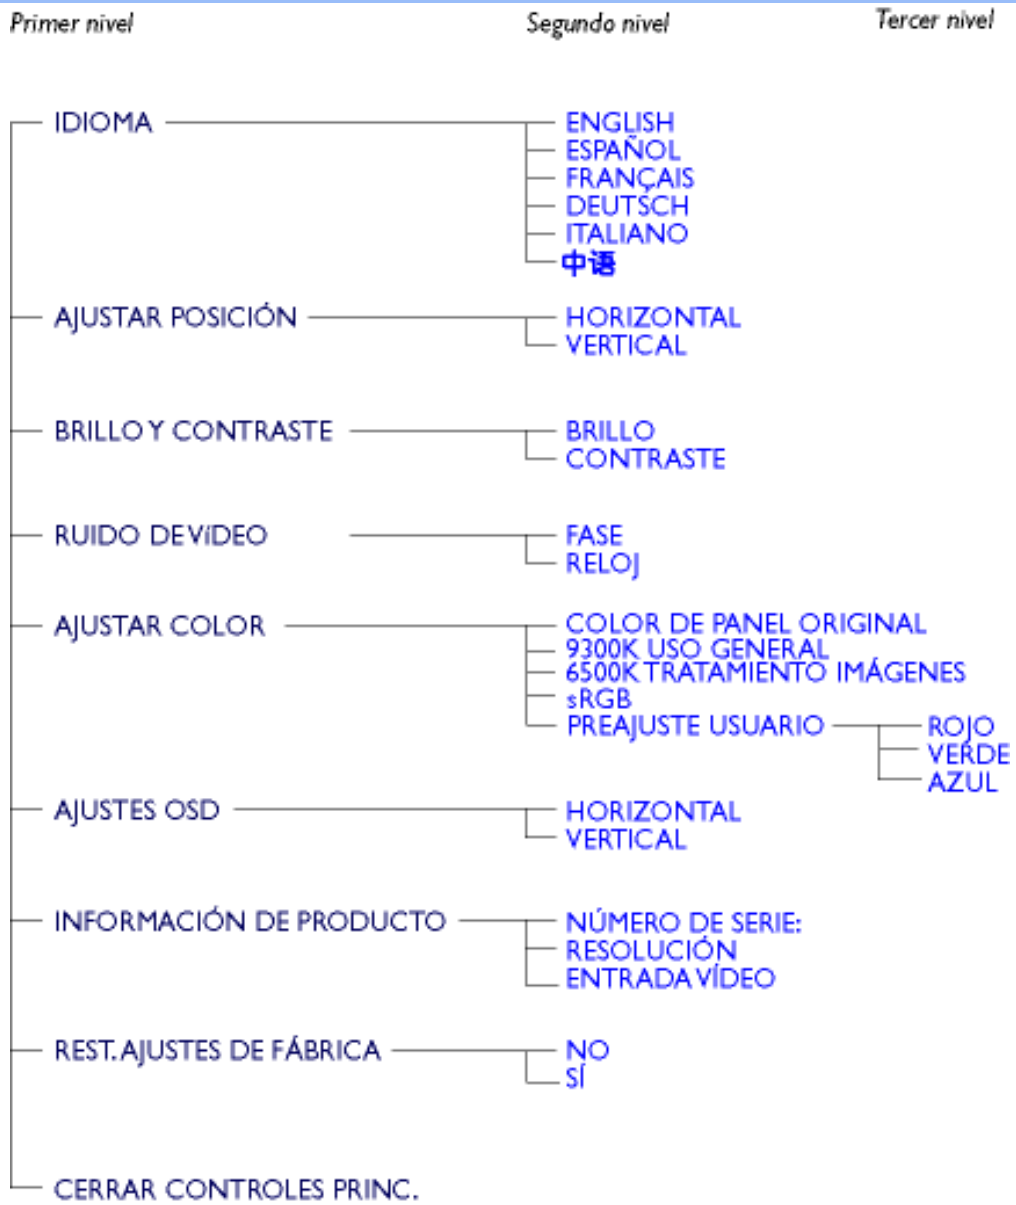 Primer nivel Segundo nivel Tercer nivel
IDIOMA ENGLISH
ESPAÑOL
FRANÇAIS
DEUTSCH
ITALIANO
中语
AJUSTAR POSICIÓN HORIZONTAL
VERTICAL
BRILLO Y CONTRASTE BRILLO
CONTRASTE
RUIDO DE VíDEO FASE
RELOJ
AJUSTAR COLOR COLOR DE PANEL ORIGINAL
9300K USO GENERAL
6500K TRATAMIENTO IMÁGENES
sRGB
PREAJUSTE USUARIO ROJO
VERDE
AZUL
AJUSTES OSD HORIZONTAL
VERTICAL
INFORMACIÓN DE PRODUCTO NÚMERO DE SERIE:
RESOLUCIÓN
ENTRADA VÍDEO
REST. AJUSTES DE FÁBRICA NO
SÍ
CERRAR CONTROLES PRINC.